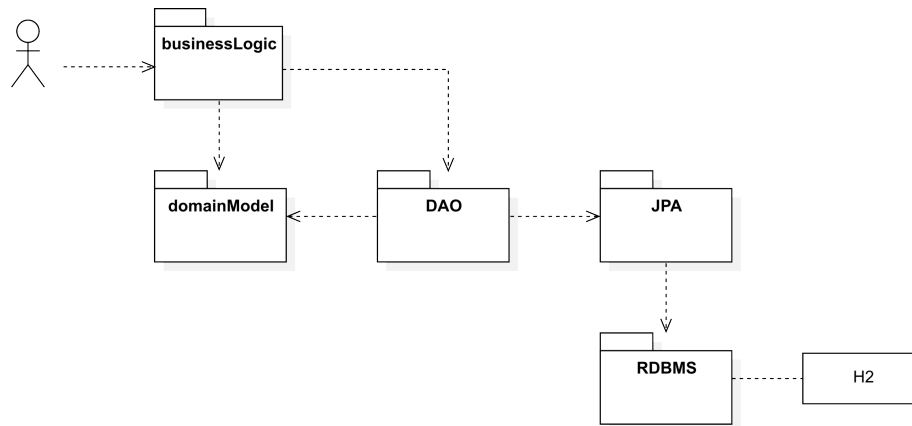 businessLogic
domainModel
DAO
JPA
RDBMS
H2